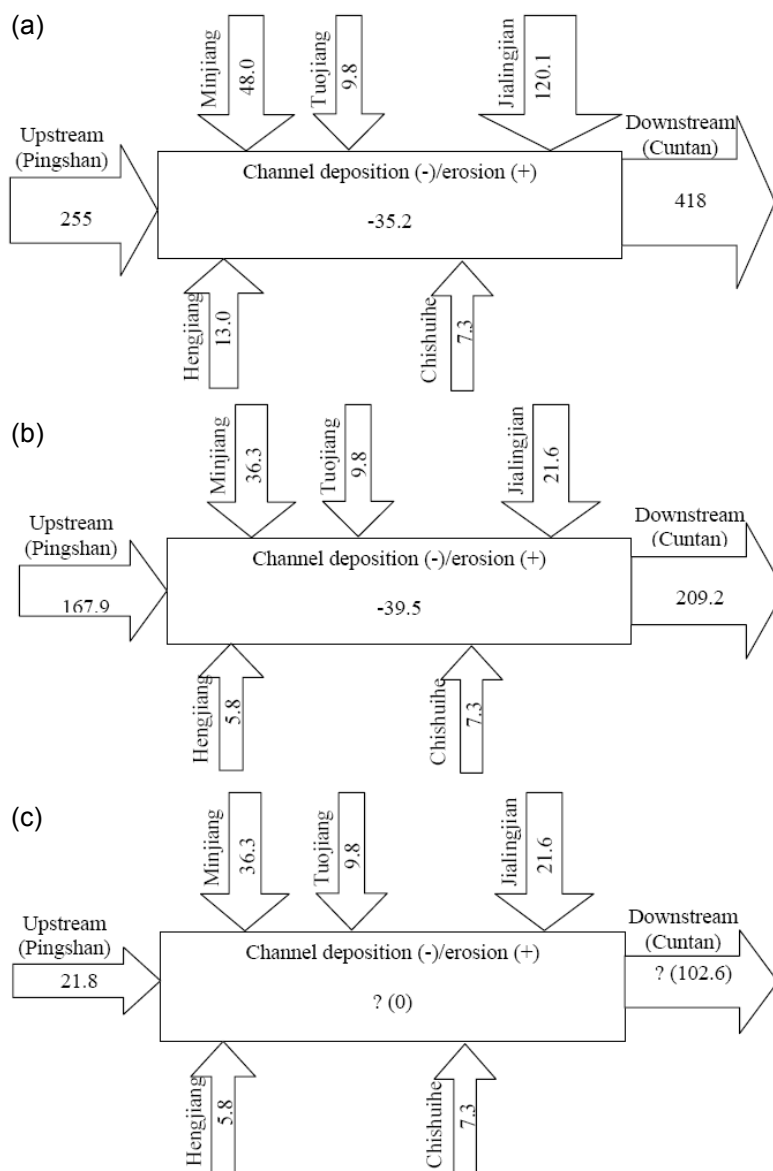 (a)
Minjiang
48.0
Tuojiang
9.8
Jialingjian
120.1
Upstream
(Pingshan)
255
Channel deposition (-)/erosion (+)
-35.2
Downstream
(Cuntan)
418
Hengjiang
13.0
Chishuihe
7.3
(b)
Minjiang
36.3
Tuojiang
9.8
Jialingjian
21.6
Upstream
(Pingshan)
167.9
Channel deposition (-)/erosion (+)
-39.5
Downstream
(Cuntan)
209.2
Hengjiang
5.8
Chishuihe
7.3
(c)
Minjiang
36.3
Tuojiang
9.8
Jialingjian
21.6
Upstream
(Pingshan)
21.8
Channel deposition (-)/erosion (+)
? (0)
Downstream
(Cuntan)
? (102.6)
Hengjiang
5.8
Chishuihe
7.3